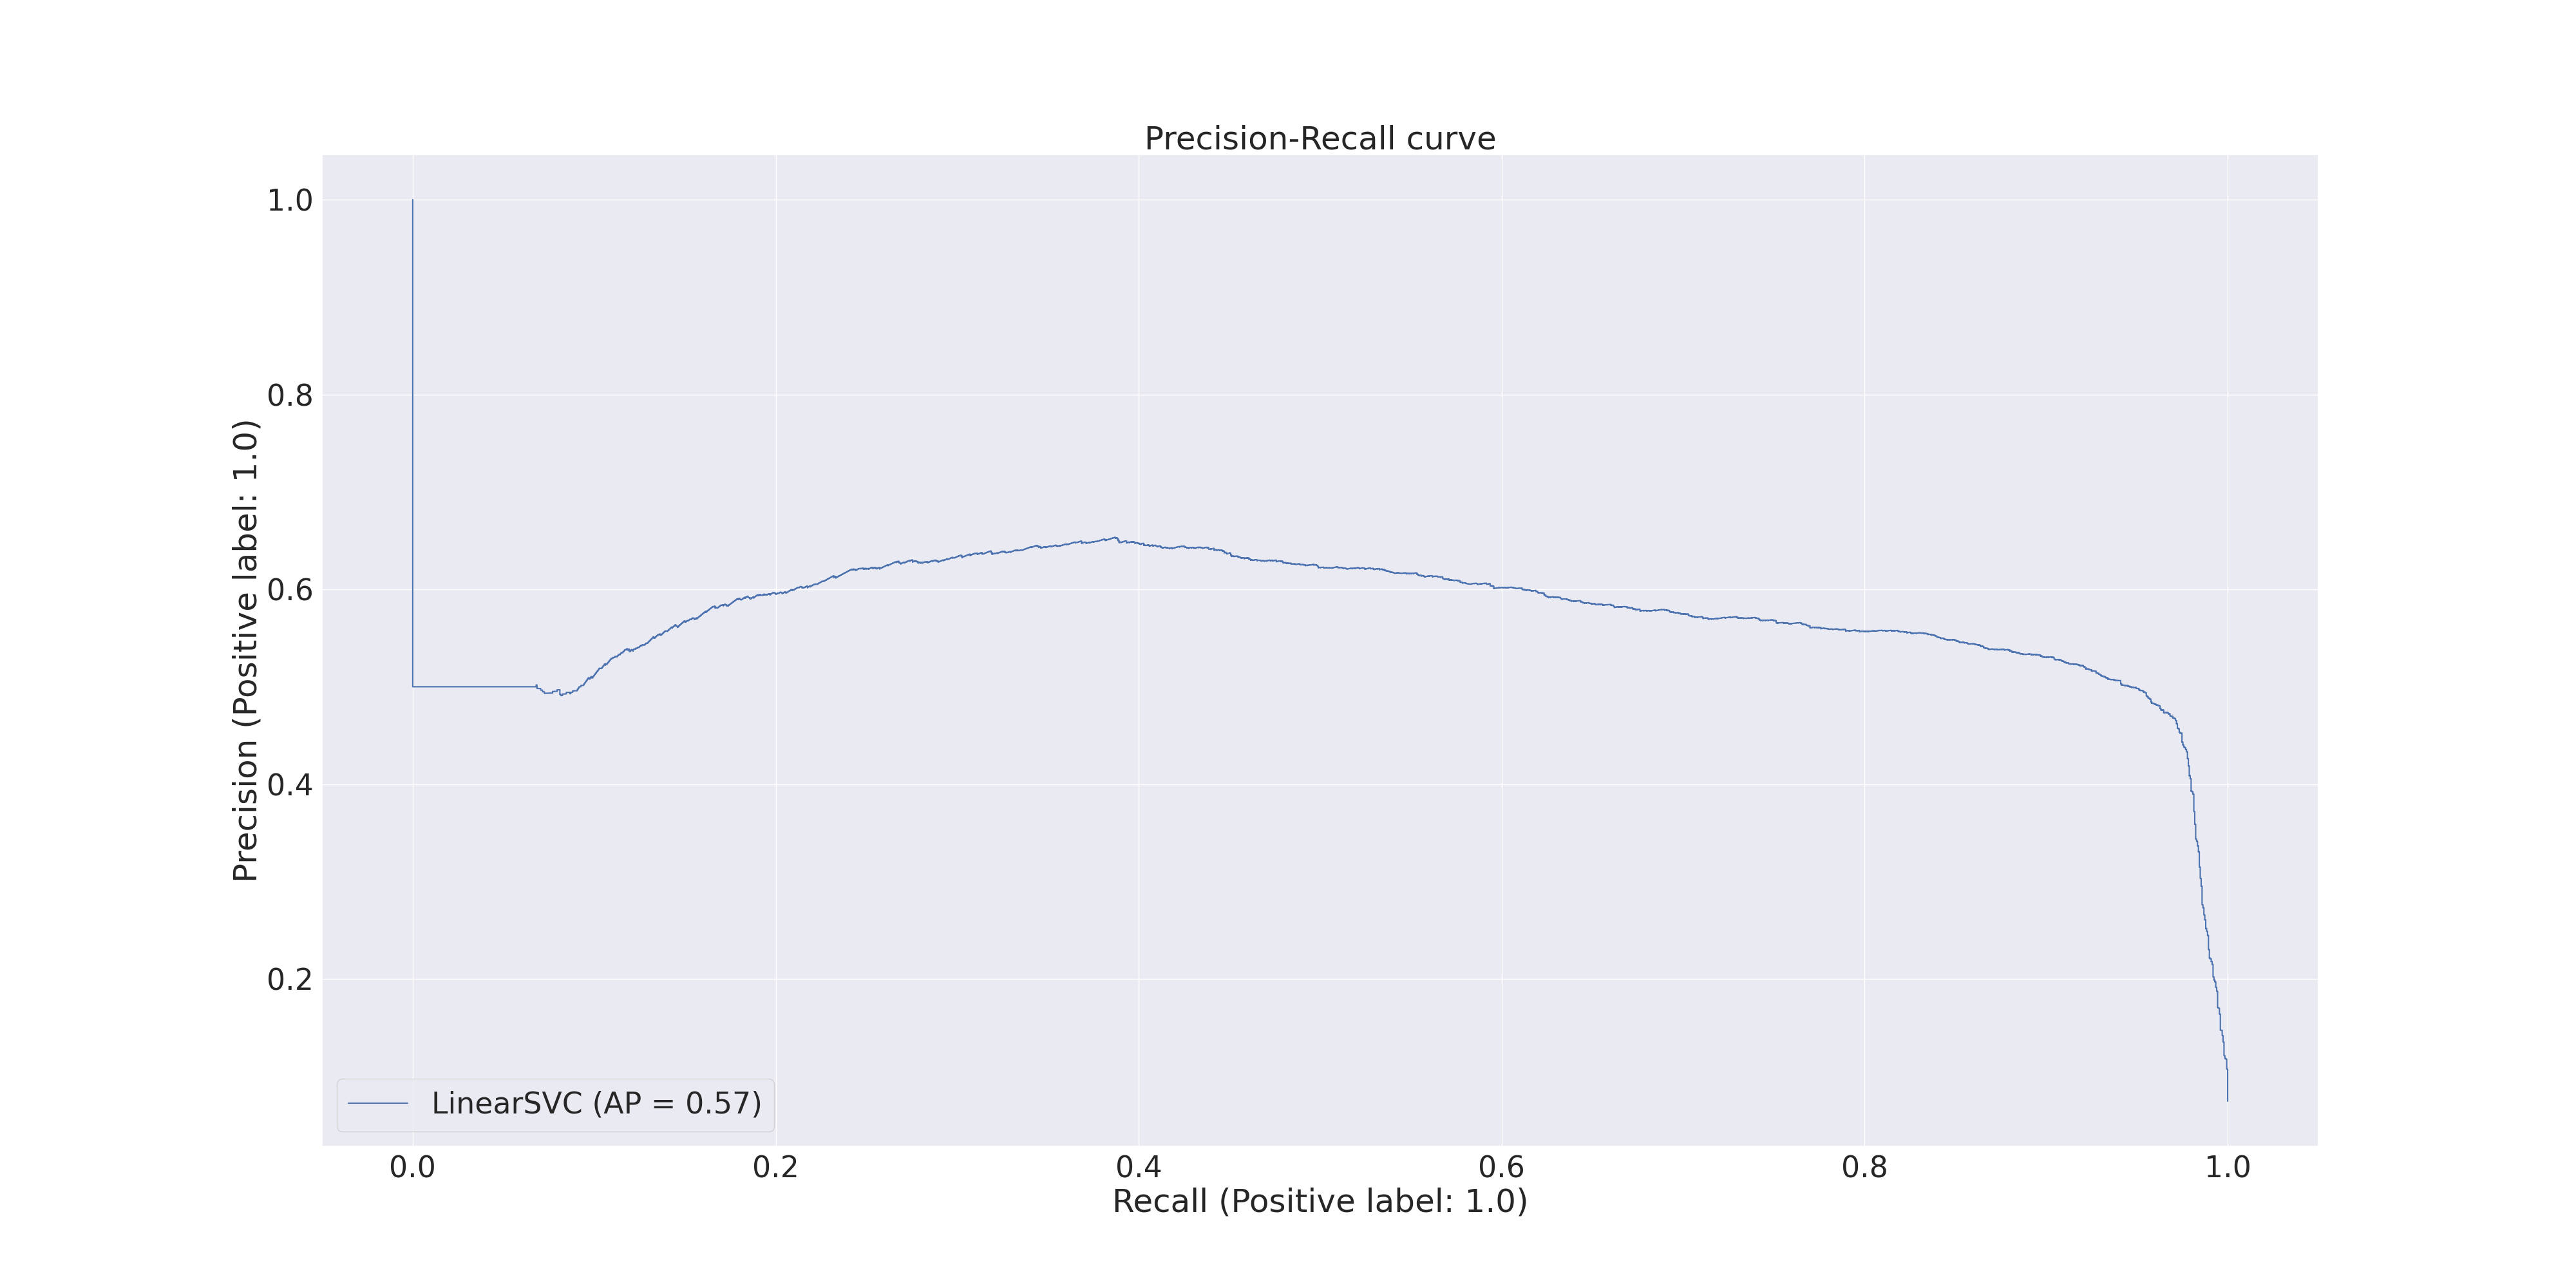 Precision-Recall curve
1.0
0.8
0.6
0.4
0.2
Precision (Positive label: 1.0)
LinearSVC (AP = 0.57)
0.0 0.2 0.4 0.6 0.8 1.0
Recall (Positive label: 1.0)